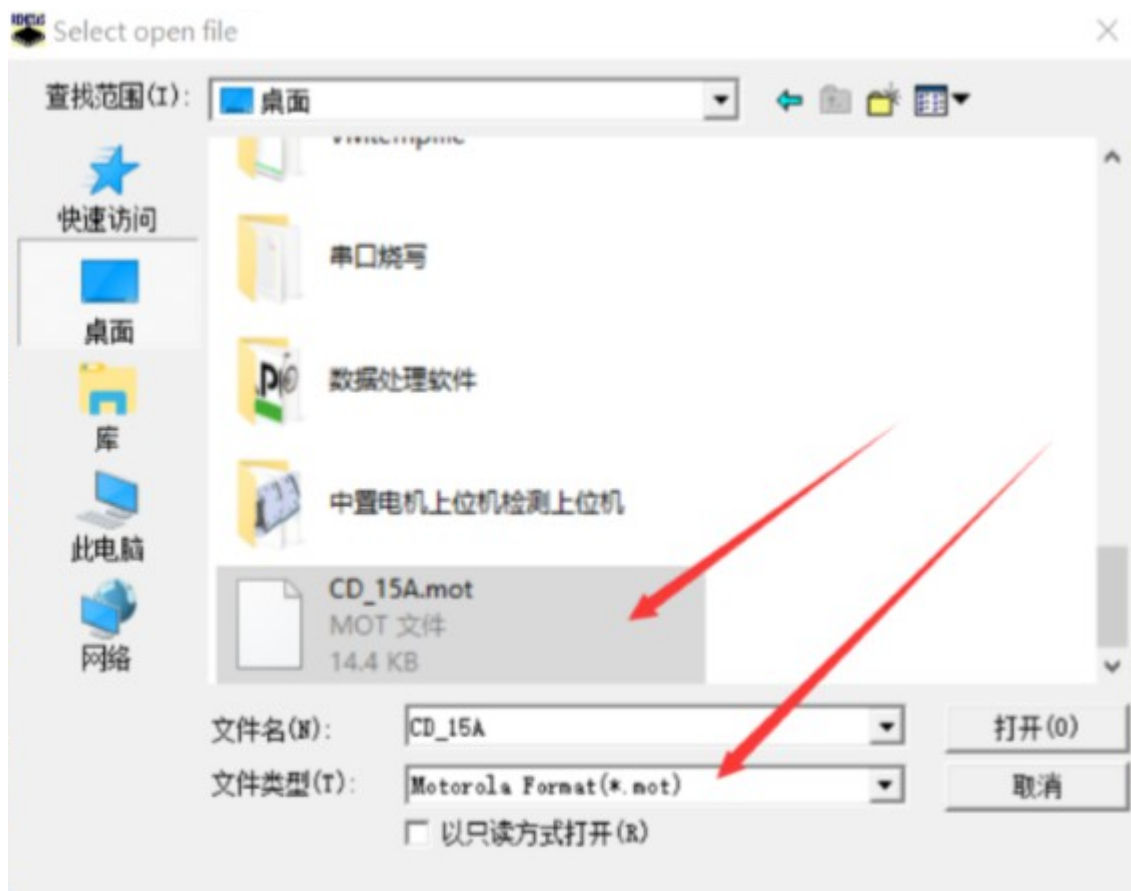 Select open file
查找范围(I):
桌面
快速访问
桌面
库
此电脑
网络
串口烧写
数据处理软件
中置电机上位机检测上位机
CD_15A.mot
MOT 文件
14.4 KB
文件名(N):
CD_15A
打开(O)
文件类型(T):
Motorola Format(*.mot)
取消
以只读方式打开(R)